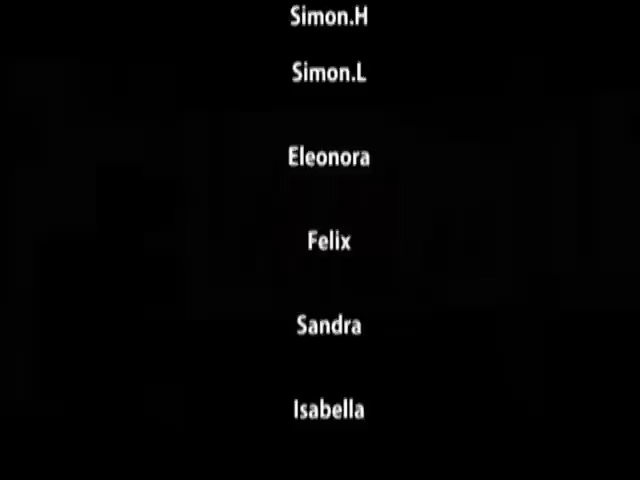 Simon.H
Simon.L
Eleonora
Felix
Sandra
Isabella